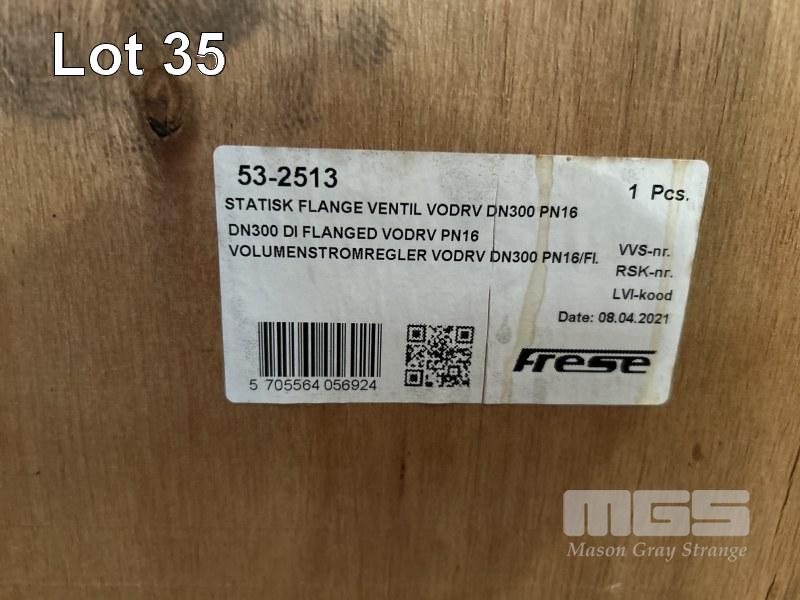 Lot 35
53-2513
1 Pcs.
STATISK FLANGE VENTIL VODRV DN300 PN16
DN300 DI FLANGED VODRV PN16
VOLUMENSTROMREGLER VODRV DN300 PN16/Fl.
VVS-nr.
RSK-nr.
LVI-kood
Date: 08.04.2021
Frese
5 705564 056924
MGS
Mason Gray Strange